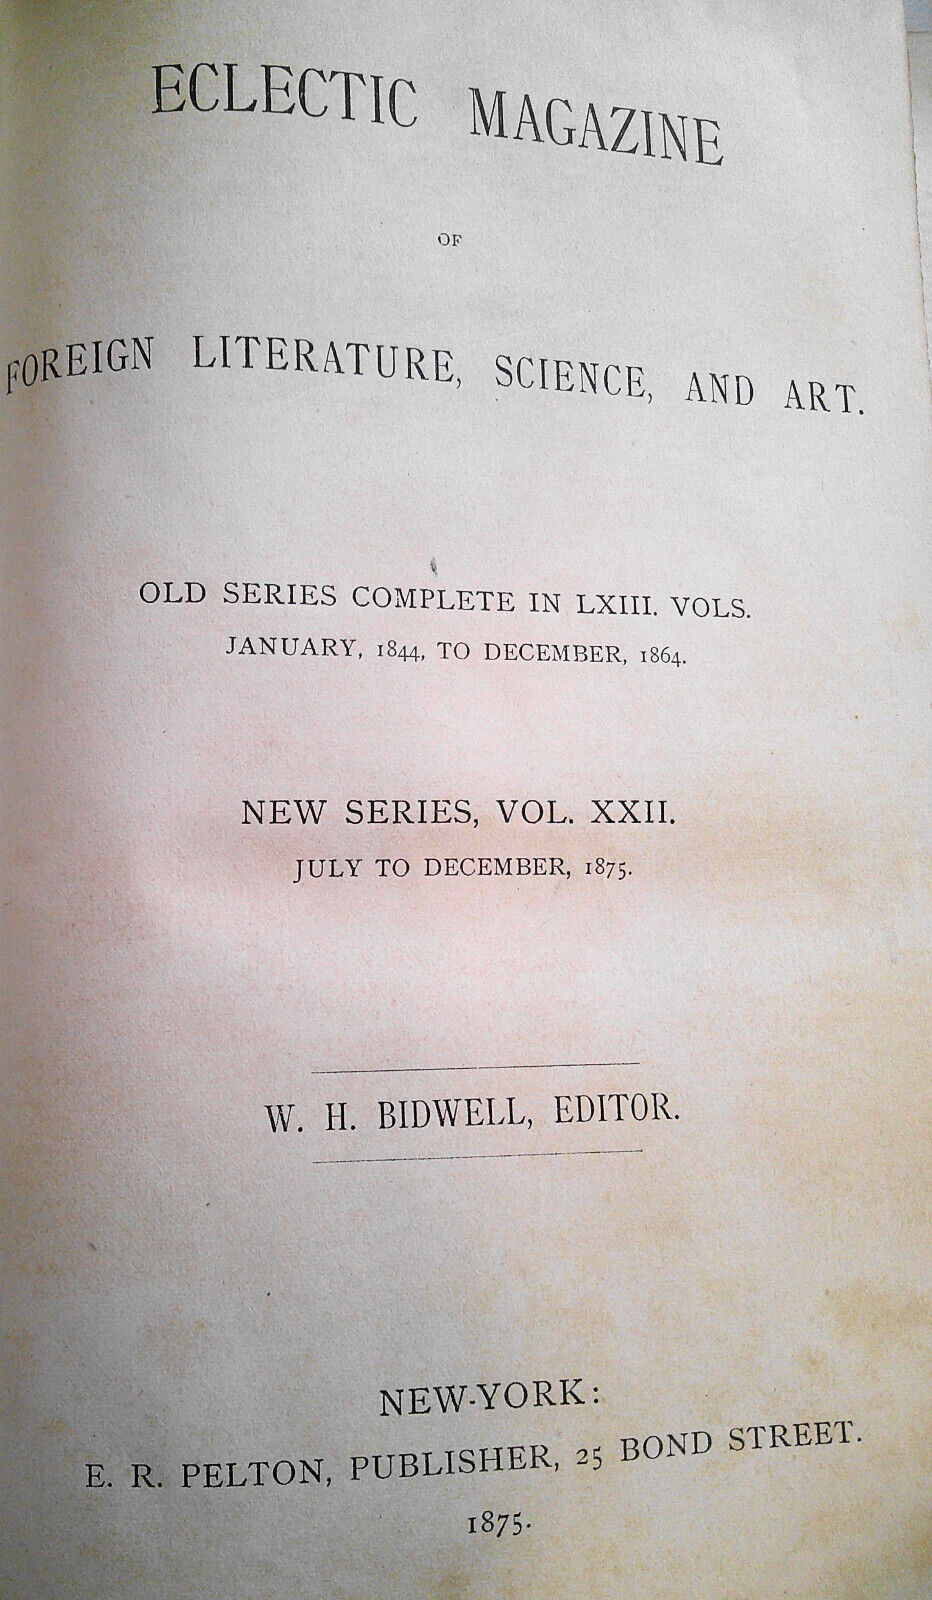 ECLECTIC MAGAZINE
OF
FOREIGN LITERATURE, SCIENCE, AND ART.
OLD SERIES COMPLETE IN LXIII. VOLS.
JANUARY, 1844, TO DECEMBER, 1864.
NEW SERIES, VOL. XXII.
JULY TO DECEMBER, 1875.
W. H. BIDWELL, EDITOR.
NEW-YORK:
E. R. PELTON, PUBLISHER, 25 BOND STREET.
1875.